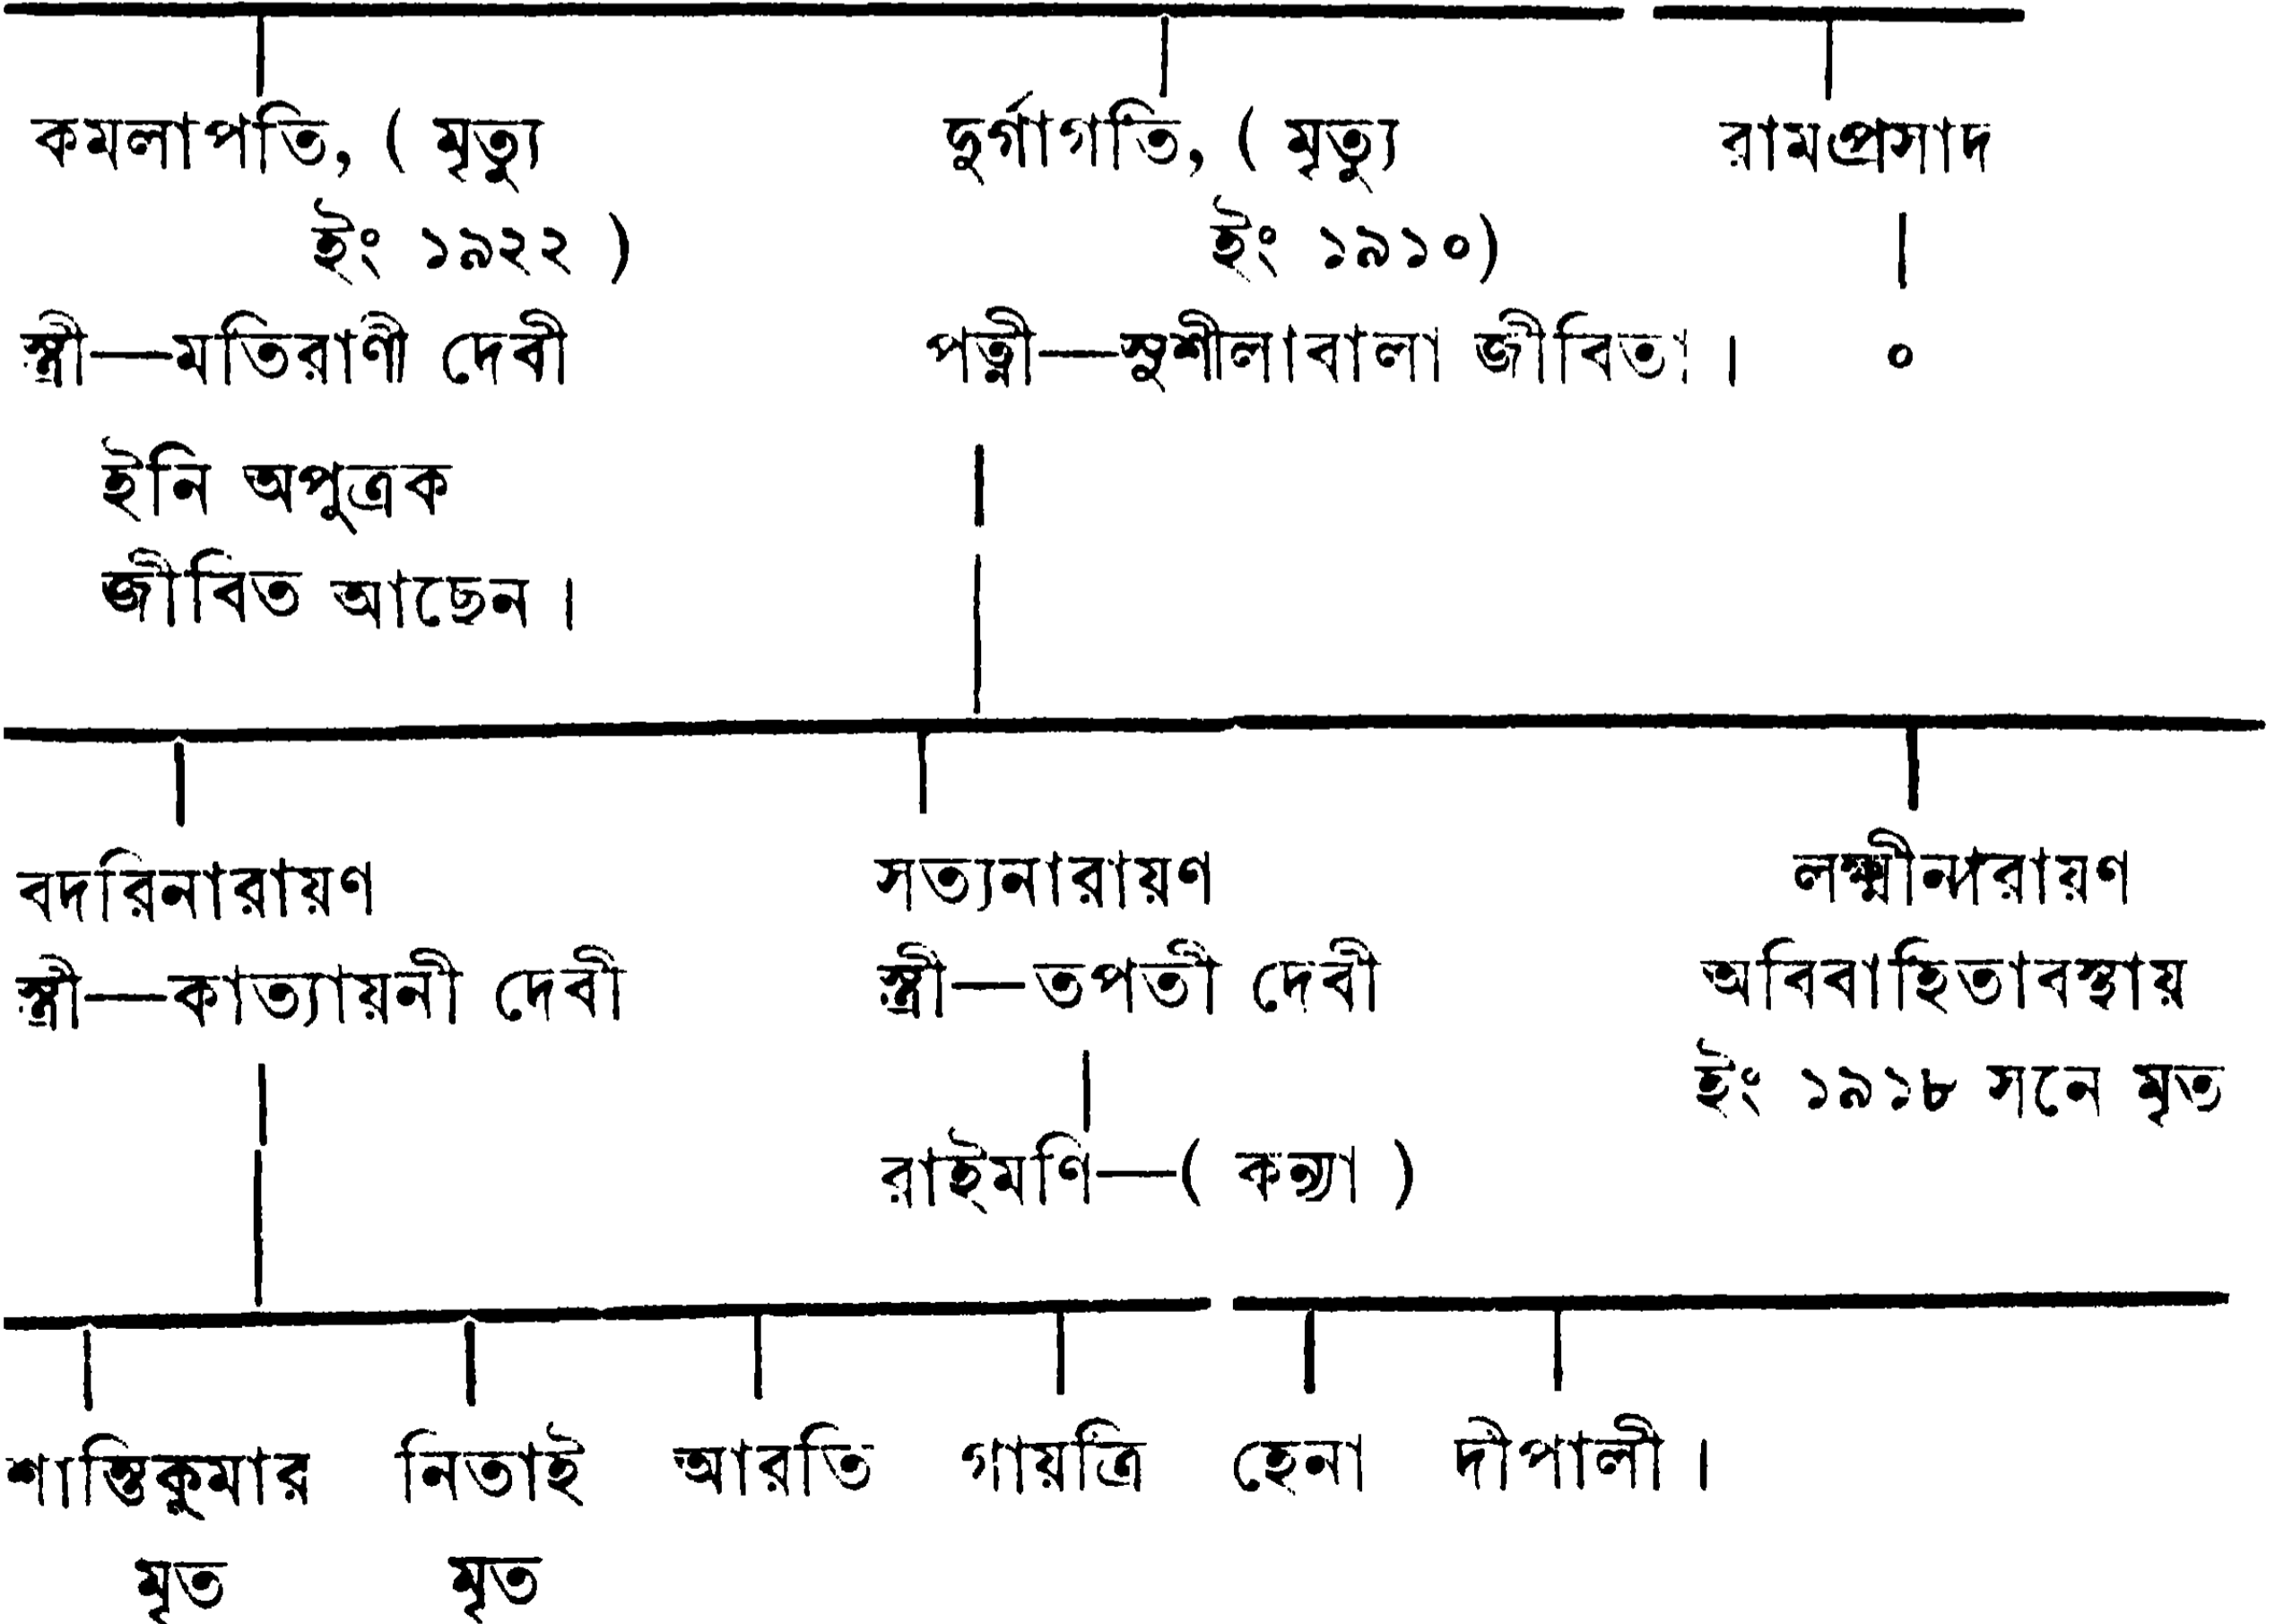 কমলাপতি, ( মৃত্যু দুর্গাগতি, ( মৃত্যু রামপ্রসাদ
ইং ১৯২২ ) ইং ১৯১০)
স্ত্রী—মতিরাণী দেবী পত্নী—সুশীলাবালা জীবিতা । ০
ইনি অপুত্রক
জীবিত আছেন ।
বদরিনারায়ণ সত্যনারায়ণ লক্ষ্মীনারায়ণ
স্ত্রী—কাত্যায়নী দেবী স্ত্রী—তপতী দেবী অবিবাহিতাবস্থায়
ইং ১৯১৮ সনে মৃত
রাইমণি—( কন্যা )
শান্তিকুমার নিতাই আরতি গায়ত্রি হেনা দীপালী ।
মৃত মৃত